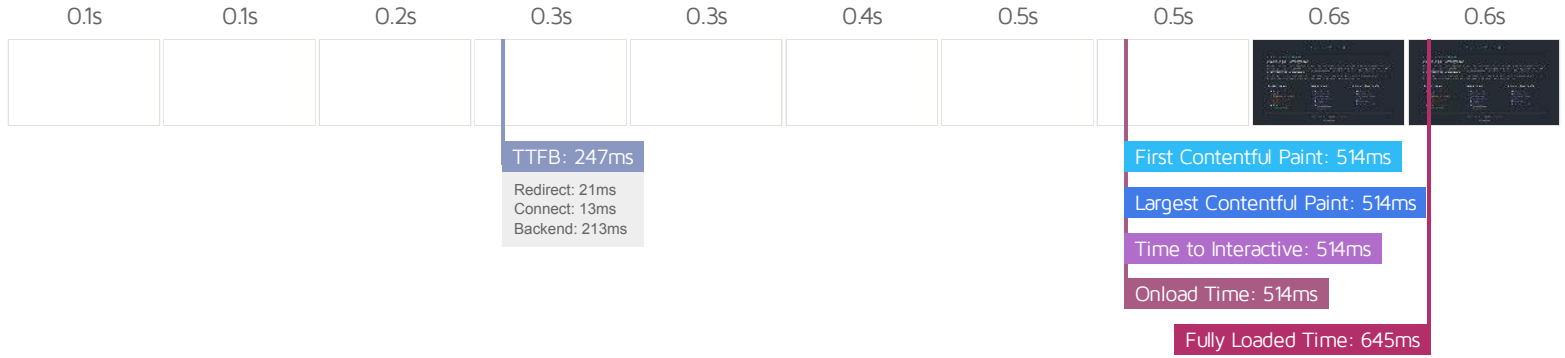 0.1s 0.1s 0.2s 0.3s 0.3s 0.4s 0.5s 0.5s 0.6s 0.6s
TTFB: 247ms
Redirect: 21ms
Connect: 13ms
Backend: 213ms
First Contentful Paint: 514ms
Largest Contentful Paint: 514ms
Time to Interactive: 514ms
Onload Time: 514ms
Fully Loaded Time: 645ms